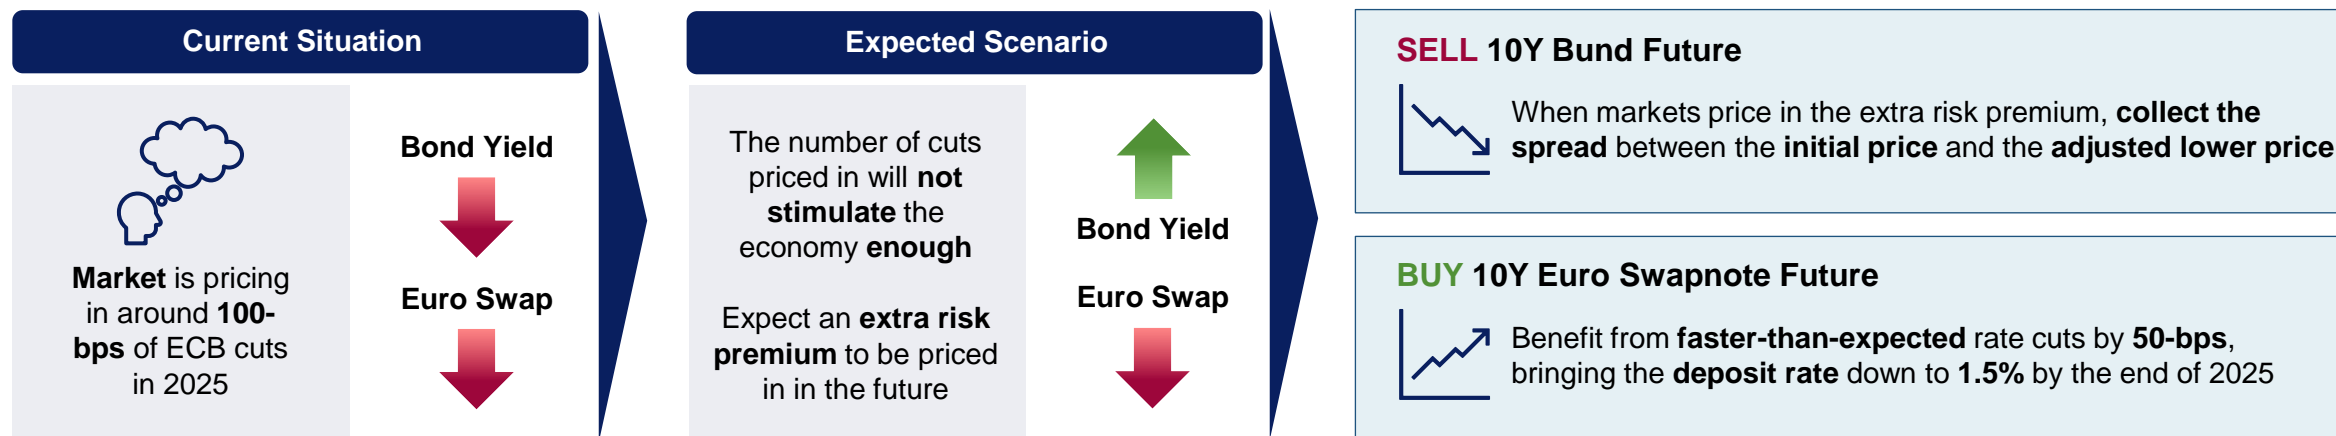 Current Situation
Market is pricing
in around 100-
bps of ECB cuts
in 2025
Bond Yield
Euro Swap
Expected Scenario
The number of cuts
priced in will not
stimulate the
economy enough
Expect an extra risk
premium to be priced
in in the future
Bond Yield
Euro Swap
SELL 10Y Bund Future
When markets price in the extra risk premium, collect the
spread between the initial price and the adjusted lower price
BUY 10Y Euro Swapnote Future
Benefit from faster-than-expected rate cuts by 50-bps,
bringing the deposit rate down to 1.5% by the end of 2025